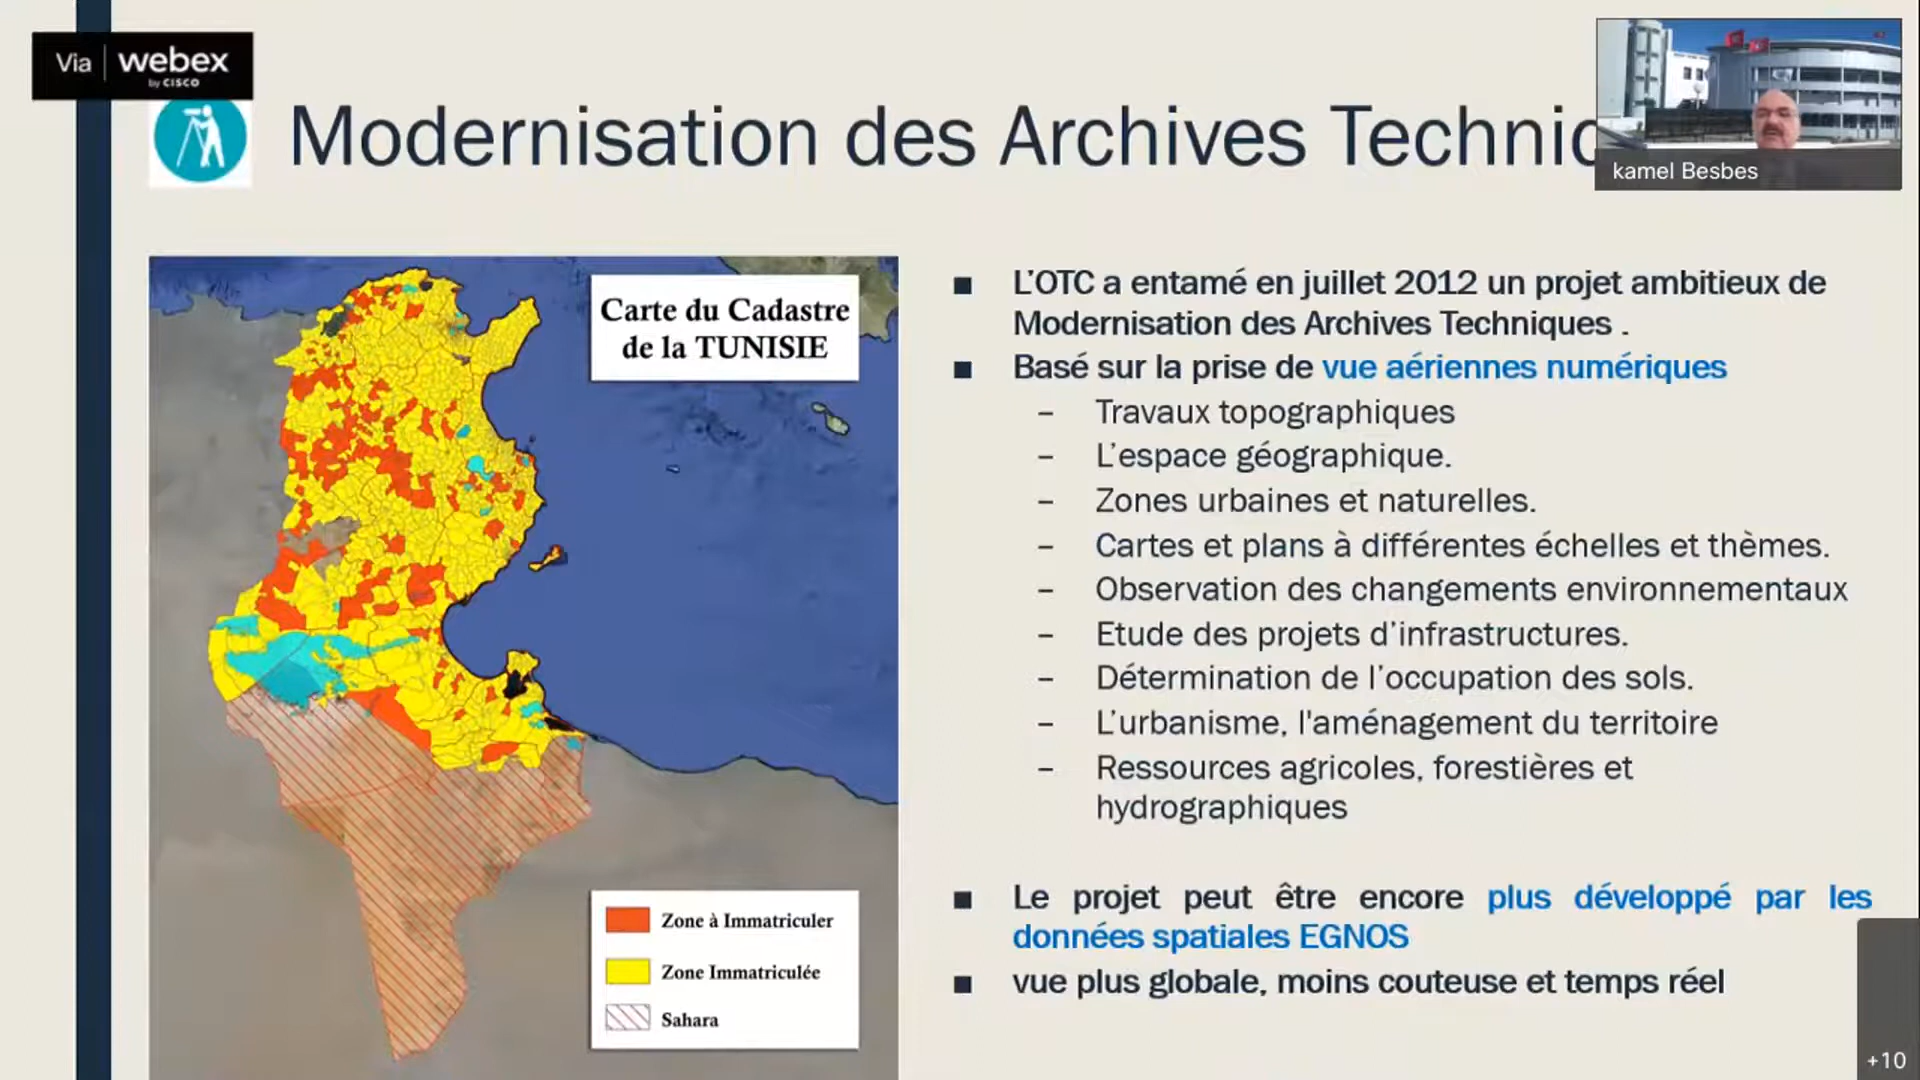 Via webex
by CISCO
Modernisation des Archives
kamel Besbes
Carte du Cadastre
de la TUNISIE
Zone à Immatriculer
Zone Immatriculée
Sahara
■ L’OTC a entamé en juillet 2012 un projet ambitieux de
Modernisation des Archives Techniques .
■ Basé sur la prise de vue aériennes numériques
– Travaux topographiques
– L’espace géographique.
– Zones urbaines et naturelles.
– Cartes et plans à différentes échelles et thèmes.
– Observation des changements environnementaux
– Etude des projets d’infrastructures.
– Détermination de l’occupation des sols.
– L’urbanisme, l'aménagement du territoire
– Ressources agricoles, forestières et
hydrographiques
■ Le projet peut être encore plus développé par les
données spatiales EGNOS
■ vue plus globale, moins couteuse et temps réel
+10